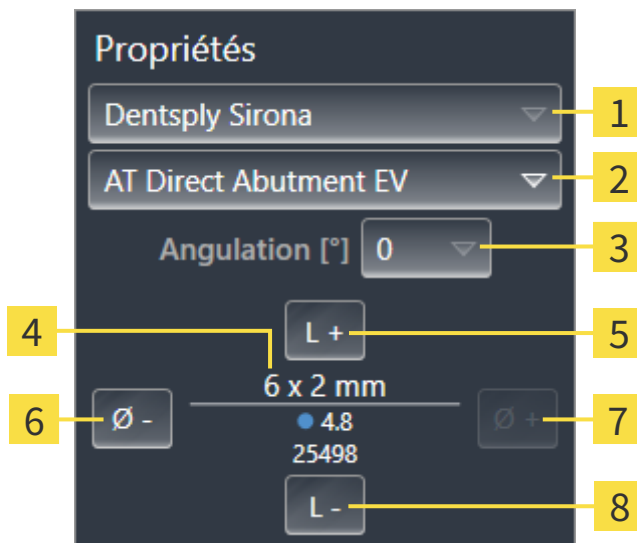 Propriétés
Dentsply Sirona
1
AT Direct Abutment EV
2
Angulation [°] 0
3
4
L +
5
6 x 2 mm
6
Ø -
4.8
Ø +
7
25498
L -
8